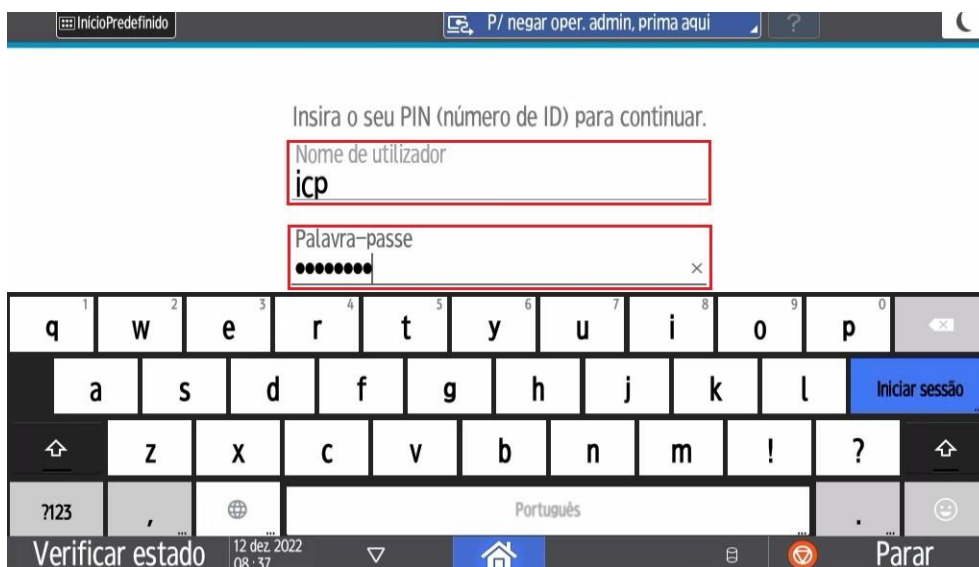 InícioPredefinido
P/ negar oper. admin, prima aqui
?
Insira o seu PIN (número de ID) para continuar.
Nome de utilizador
icp
Palavra-passe
••••••••
×
1 2 3 4 5 6 7 8 9 0
q w e r t y u i o p
a s d f g h j k l Iniciar sessão
z x c v b n m ! ?
?123 , Português .
Verificar estado
12 dez. 2022
08:37
Parar